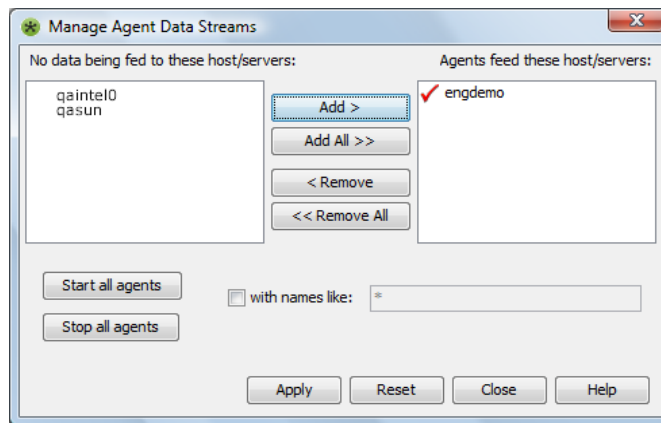 Manage Agent Data Streams
No data being fed to these host/servers:
Agents feed these host/servers:
qaintel0
qasun
Add >
Add All >>
< Remove
<< Remove All
engdemo
Start all agents
Stop all agents
with names like:
*
Apply
Reset
Close
Help